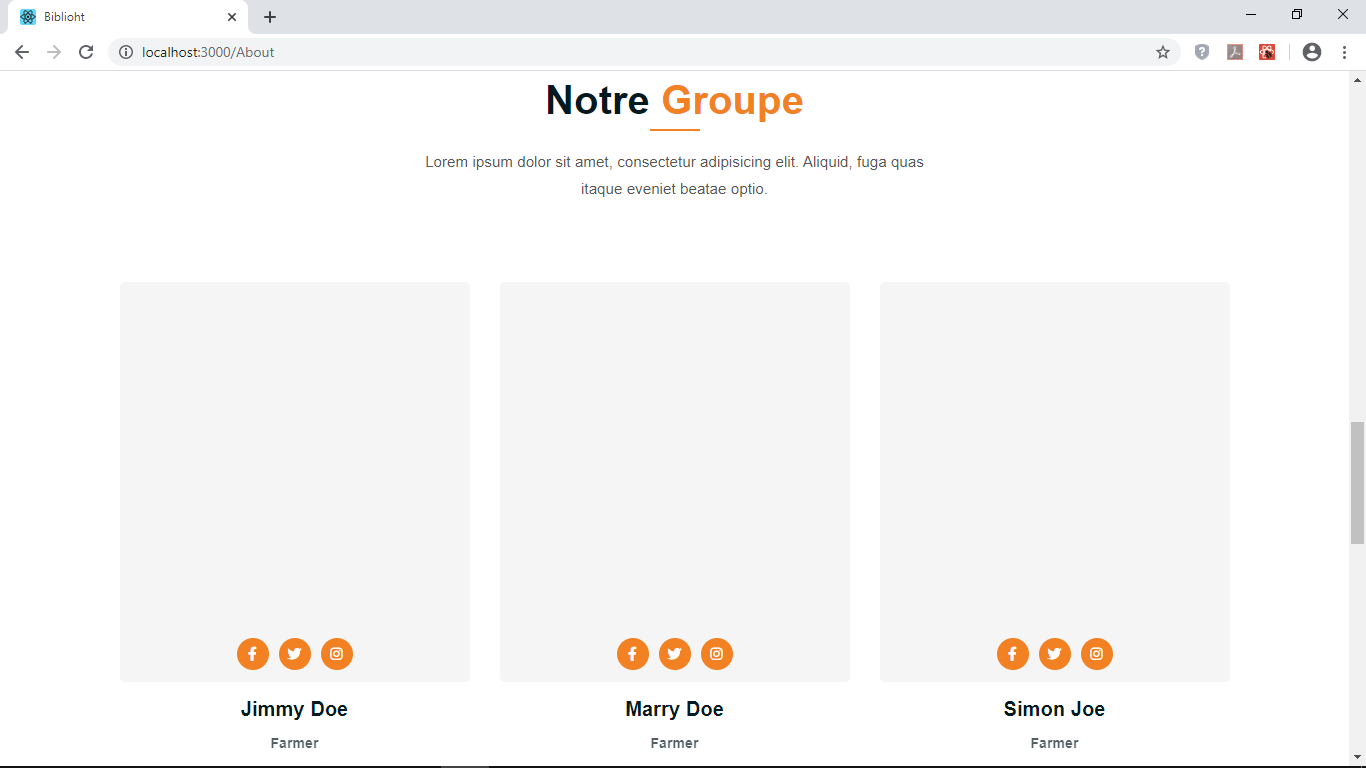 Biblioht
localhost:3000/About
Notre Groupe
Lorem ipsum dolor sit amet, consectetur adipisicing elit. Aliquid, fuga quas
itaque eveniet beatae optio.
Jimmy Doe
Marry Doe
Simon Joe
Farmer
Farmer
Farmer